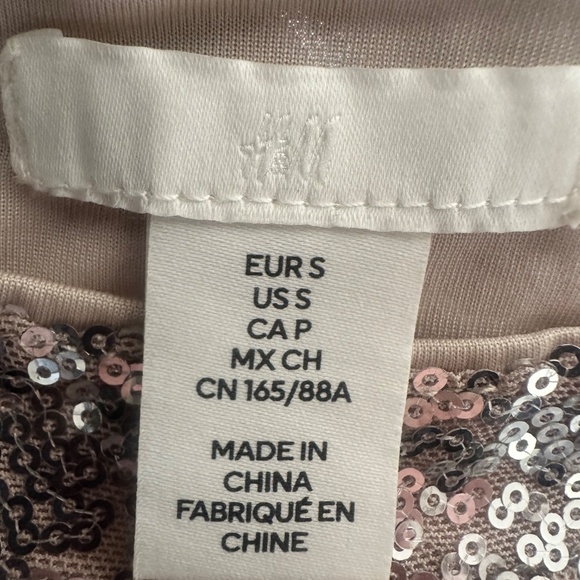 H&M
EUR S
US S
CA P
MX CH
CN 165/88A
MADE IN
CHINA
FABRIQUÉ EN
CHINE